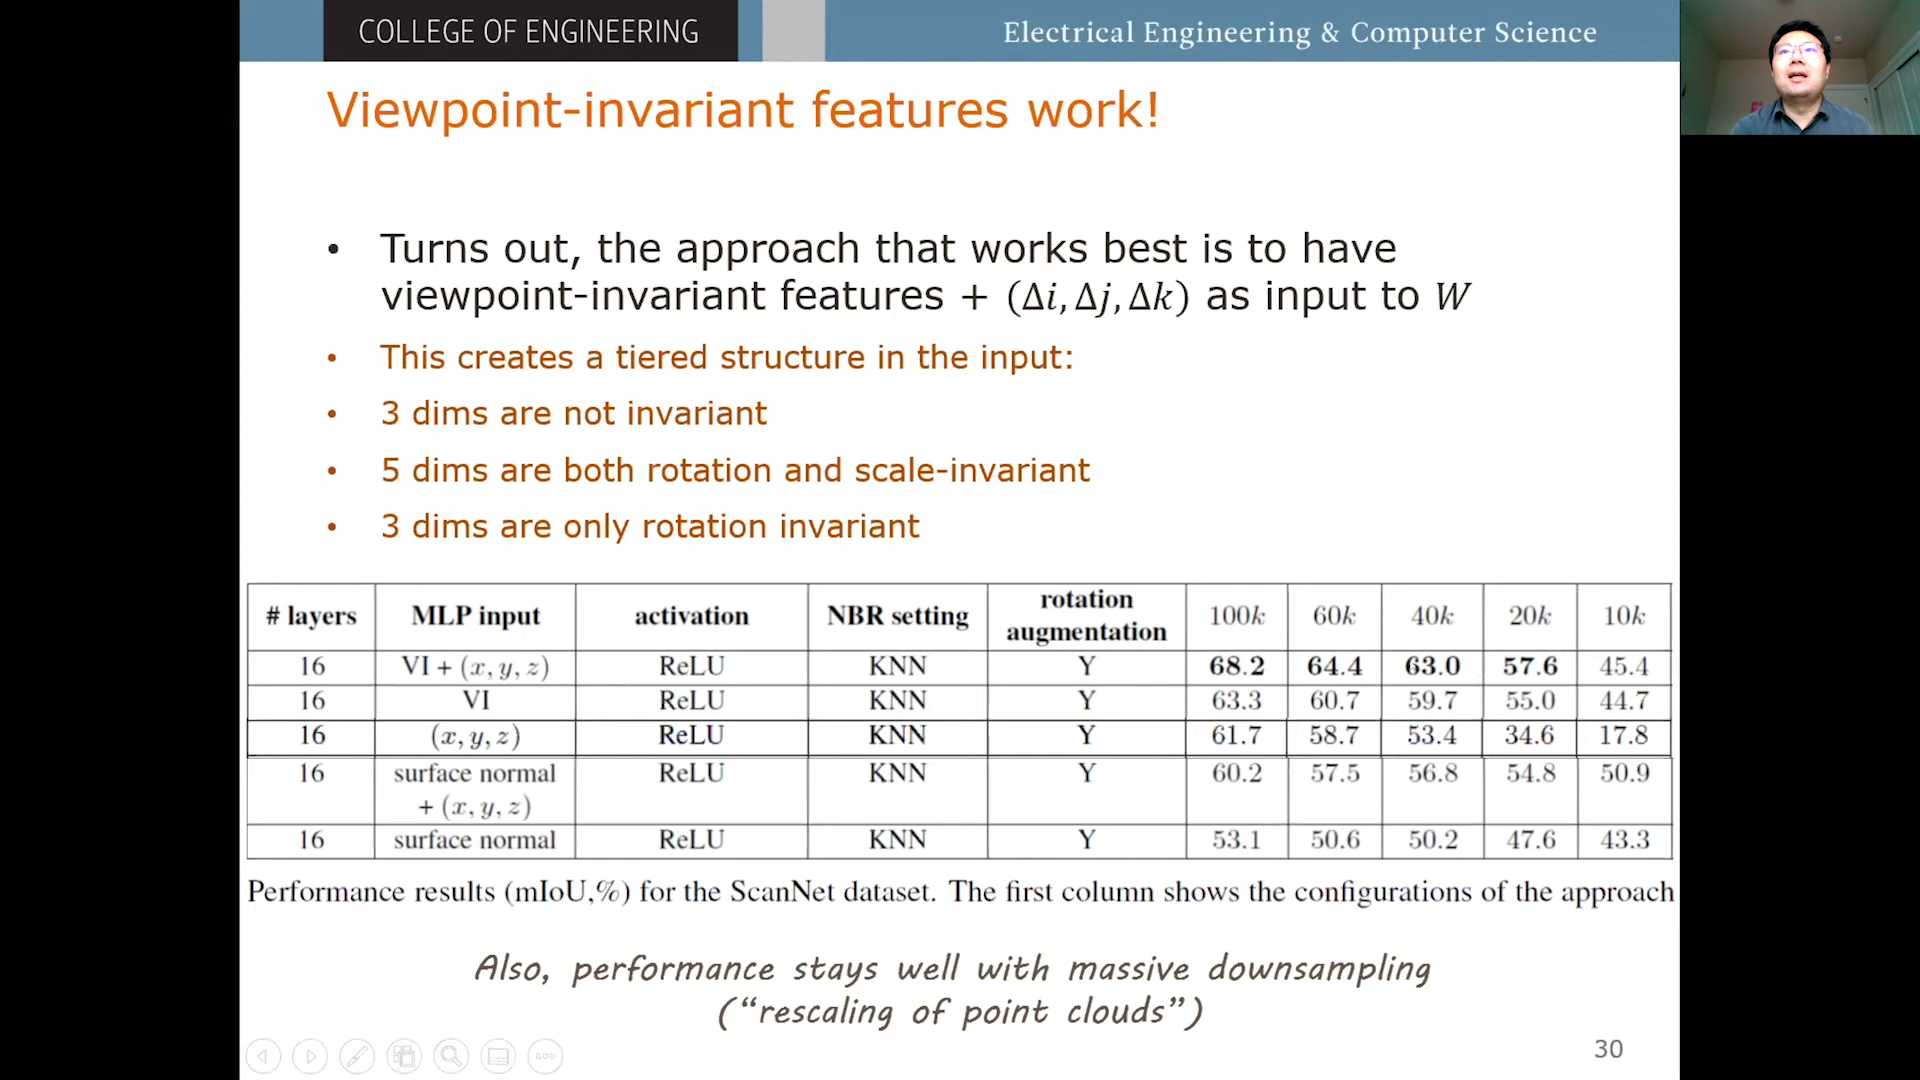 COLLEGE OF ENGINEERING
Electrical Engineering & Computer Science
Viewpoint-invariant features work!
• Turns out, the approach that works best is to have
viewpoint-invariant features + (Δi, Δj, Δk) as input to W
• This creates a tiered structure in the input:
• 3 dims are not invariant
• 5 dims are both rotation and scale-invariant
• 3 dims are only rotation invariant
# layers MLP input activation NBR setting rotation augmentation 100k 60k 40k 20k 10k
16 VI + (x, y, z) ReLU KNN Y 68.2 64.4 63.0 57.6 45.4
16 VI ReLU KNN Y 63.3 60.7 59.7 55.0 44.7
16 (x, y, z) ReLU KNN Y 61.7 58.7 53.4 34.6 17.8
16 surface normal + (x, y, z) ReLU KNN Y 60.2 57.5 56.8 54.8 50.9
16 surface normal ReLU KNN Y 53.1 50.6 50.2 47.6 43.3
Performance results (mIoU,%) for the ScanNet dataset. The first column shows the configurations of the approach
Also, performance stays well with massive downsampling
(“rescaling of point clouds”)
30